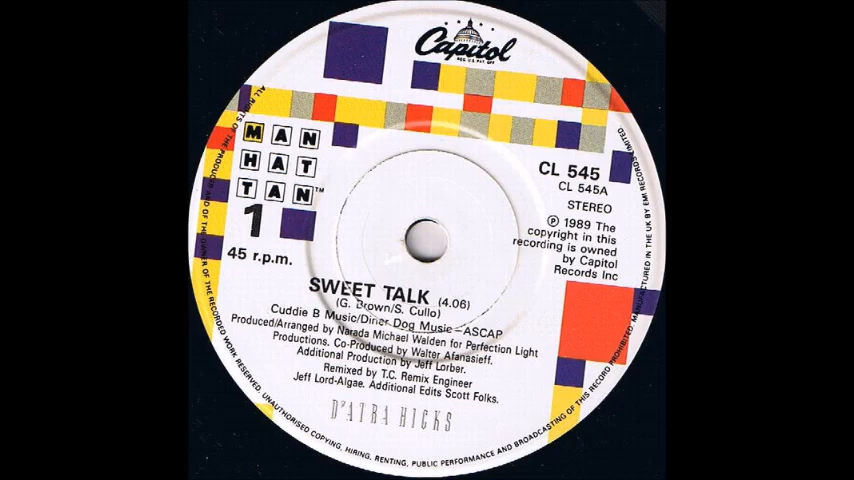 Capitol
REG. U.S. PAT. OFF.
MAN
HAT
TAN™
1
45 r.p.m.
CL 545
CL 545A
STEREO
℗ 1989 The
copyright in this
recording is owned
by Capitol
Records Inc
SWEET TALK (4.06)
(G. Brown/S. Cullo)
Cuddie B Music/Diner Dog Music–ASCAP
Produced/Arranged by Narada Michael Walden for Perfection Light
Productions. Co-Produced by Walter Afanasieff.
Additional Production by Jeff Lorber.
Remixed by T.C. Remix Engineer
Jeff Lord-Algae. Additional Edits Scott Folks.
D'ATRA HICKS
ALL RIGHTS OF THE PRODUCER AND OF THE OWNER OF THE RECORDED WORK RESERVED. UNAUTHORISED COPYING, HIRING, RENTING, PUBLIC PERFORMANCE AND BROADCASTING OF THIS RECORD PROHIBITED. MANUFACTURED IN THE UK BY EMI RECORDS LIMITED